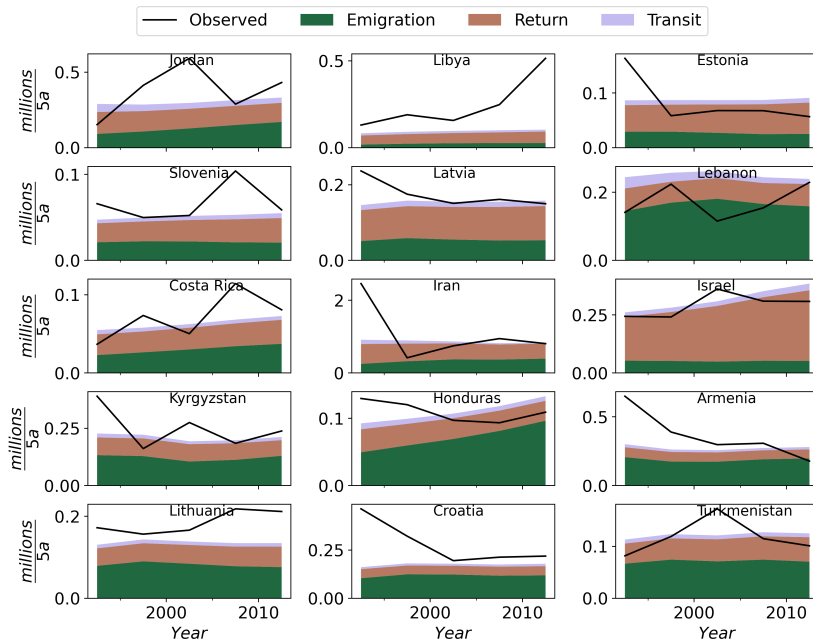 Observed Emigration Return Transit
Jordan Libya Estonia
millions
5a
0.5
0.0
0.5
0.0
0.1
0.0
Slovenia Latvia Lebanon
millions
5a
0.1
0.0
0.2
0.0
0.2
0.0
Costa Rica Iran Israel
millions
5a
0.1
0.0
2
0
0.25
0.00
Kyrgyzstan Honduras Armenia
millions
5a
0.25
0.00
0.1
0.0
0.5
0.0
Lithuania Croatia Turkmenistan
millions
5a
0.2
0.0
0.25
0.00
0.1
0.0
2000 2010 2000 2010 2000 2010
Year Year Year